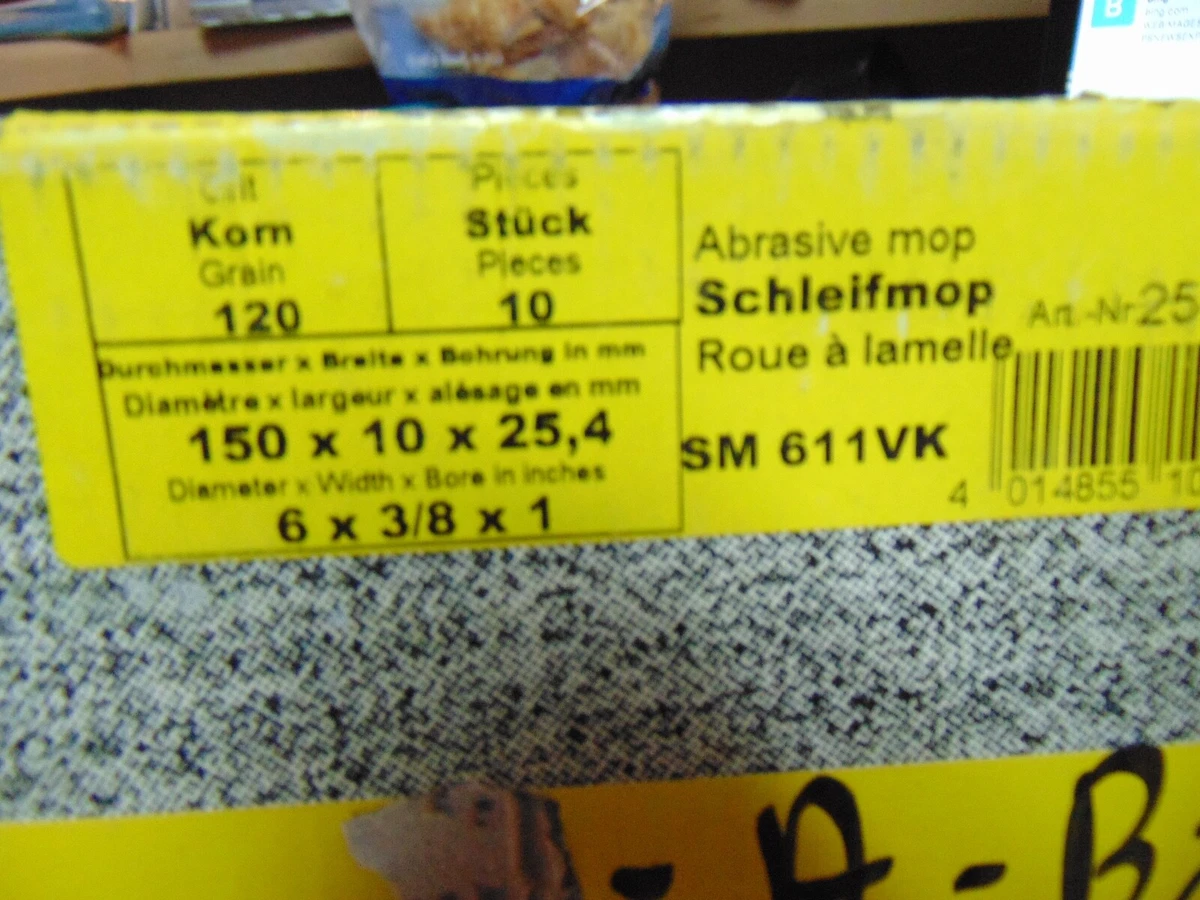 Grit
Korn
Grain
120
Pieces
Stück
Pieces
10
Durchmesser x Breite x Bohrung in mm
Diamètre x largeur x alésage en mm
150 x 10 x 25,4
Diameter x Width x Bore in inches
6 x 3/8 x 1
Abrasive mop
Schleifmop
Roue à lamelle
SM 611VK
Art.-Nr 25
4 014855 10
- A - B
B